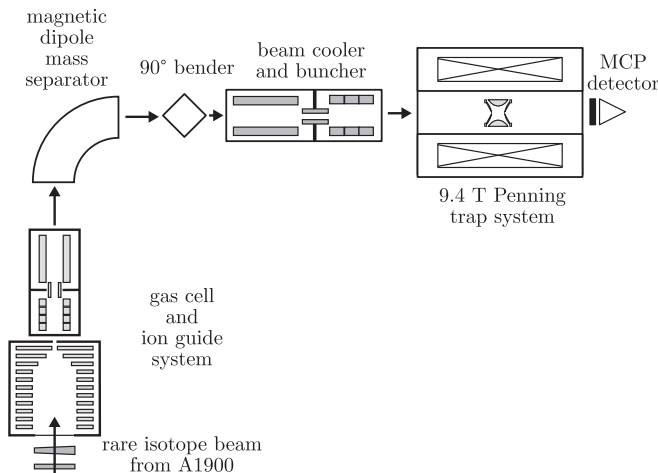 magnetic
dipole
mass
separator
90° bender
beam cooler
and buncher
MCP
detector
9.4 T Penning
trap system
gas cell
and
ion guide
system
rare isotope beam
from A1900